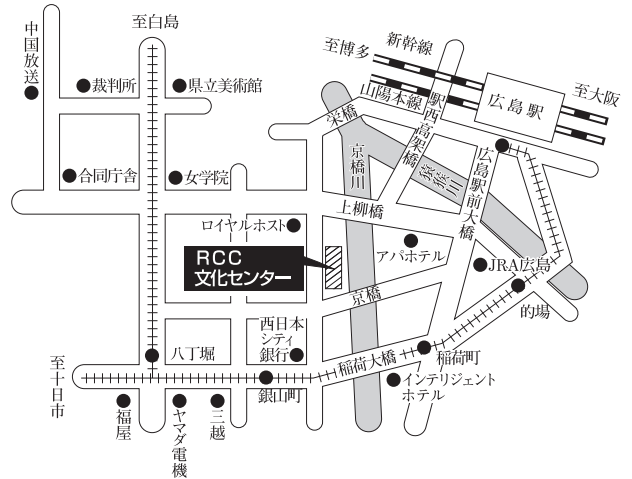 至白島
中国放送
裁判所
県立美術館
至博多
新幹線
山陽本線
広島駅
至大阪
栄橋
駅西高架橋
京橋川
猿猴川
広島駅前大橋
合同庁舎
女学院
上柳橋
ロイヤルホスト
RCC
文化センター
アパホテル
JRA広島
京橋
的場
西日本
シティ
銀行
八丁堀
稲荷大橋
稲荷町
至十日市
銀山町
インテリジェント
ホテル
福屋
ヤマダ電機
三越